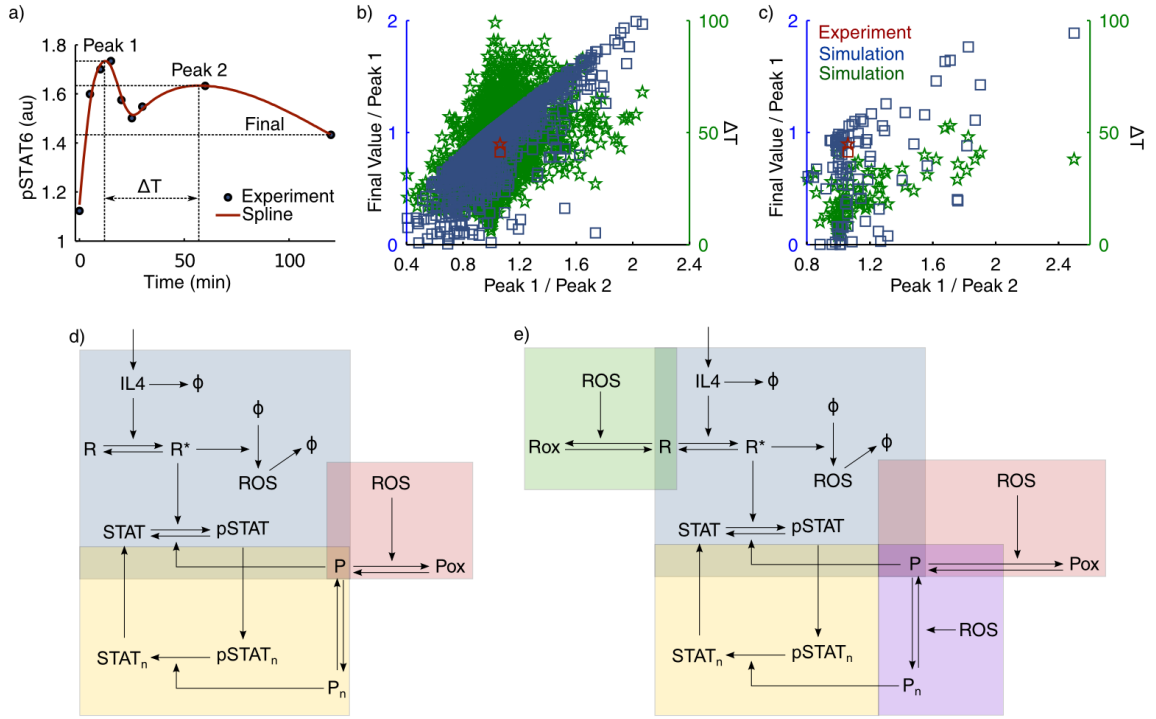 a)
Peak 1
Peak 2
Final
ΔT
Experiment
Spline
pSTAT6 (au)
1.8
1.6
1.4
1.2
1
0
50
100
Time (min)
b)
Final Value / Peak 1
2
1
0
100
50
0
ΔT
0.4
0.8
1.2
1.6
2
2.4
Peak 1 / Peak 2
c)
Experiment
Simulation
Simulation
Final Value / Peak 1
2
1
0
100
50
0
ΔT
0.8
1.2
1.6
2
2.4
Peak 1 / Peak 2
d)
IL4
ϕ
ϕ
R
R*
ϕ
ROS
ROS
STAT
pSTAT
P
Pox
STATn
pSTATn
Pn
e)
ROS
IL4
ϕ
ϕ
Rox
R
R*
ϕ
ROS
ROS
STAT
pSTAT
P
Pox
ROS
STATn
pSTATn
Pn